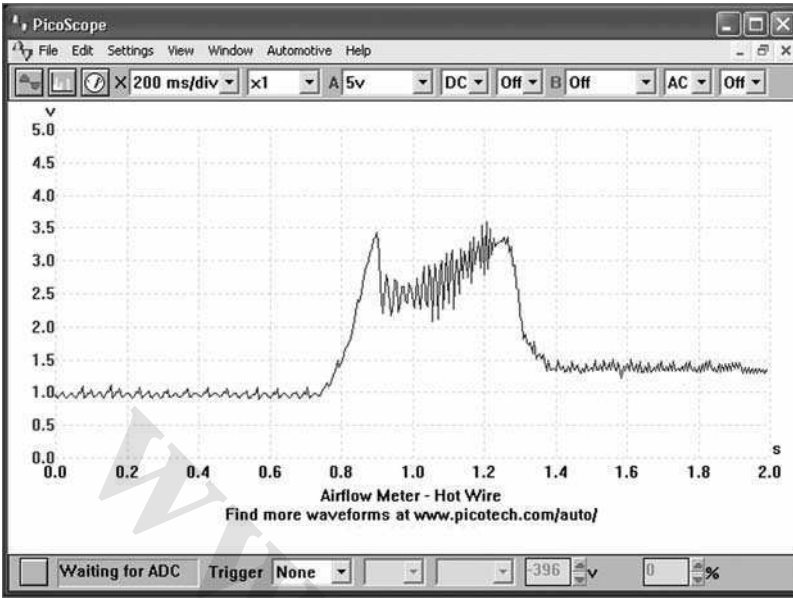 PicoScope
File Edit Settings View Window Automotive Help
X 200 ms/div x1 A 5v DC Off B Off AC Off
v
5.0
4.5
4.0
3.5
3.0
2.5
2.0
1.5
1.0
0.5
0.0
s
0.0 0.2 0.4 0.6 0.8 1.0 1.2 1.4 1.6 1.8 2.0
Airflow Meter - Hot Wire
Find more waveforms at www.picotech.com/auto/
Waiting for ADC Trigger None -396 v 0 %